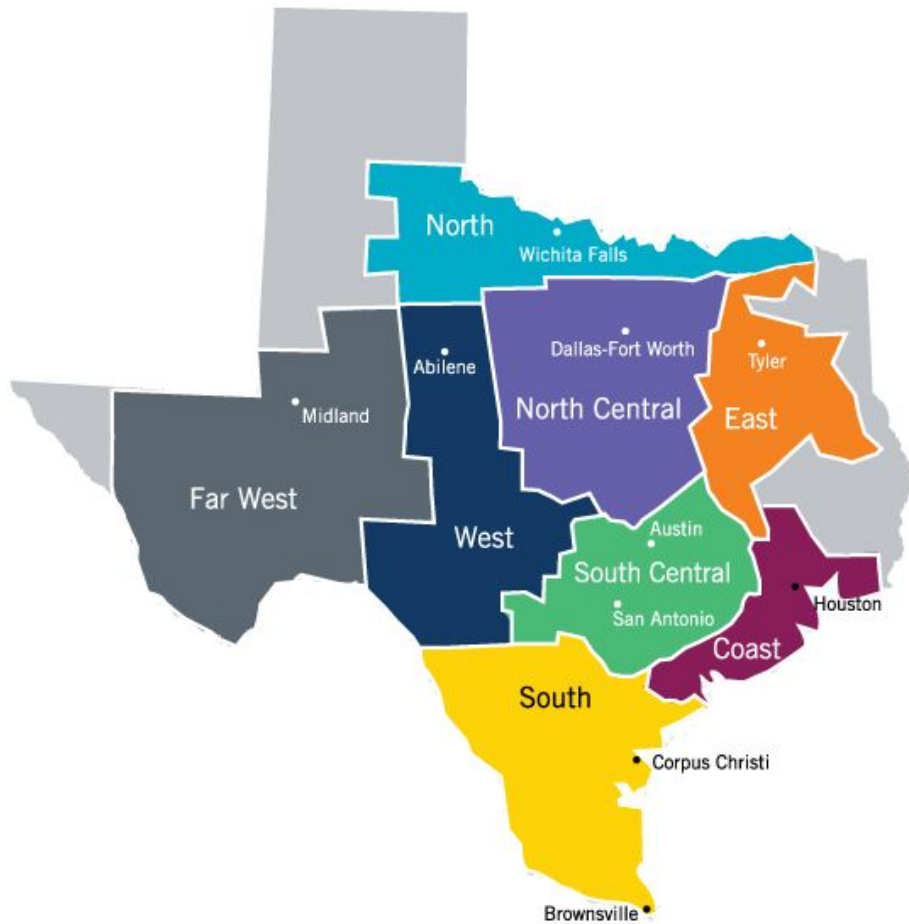 North
Wichita Falls
Dallas-Fort Worth
Abilene
Tyler
North Central
Midland
East
Far West
West
Austin
South Central
Houston
San Antonio
Coast
South
Corpus Christi
Brownsville